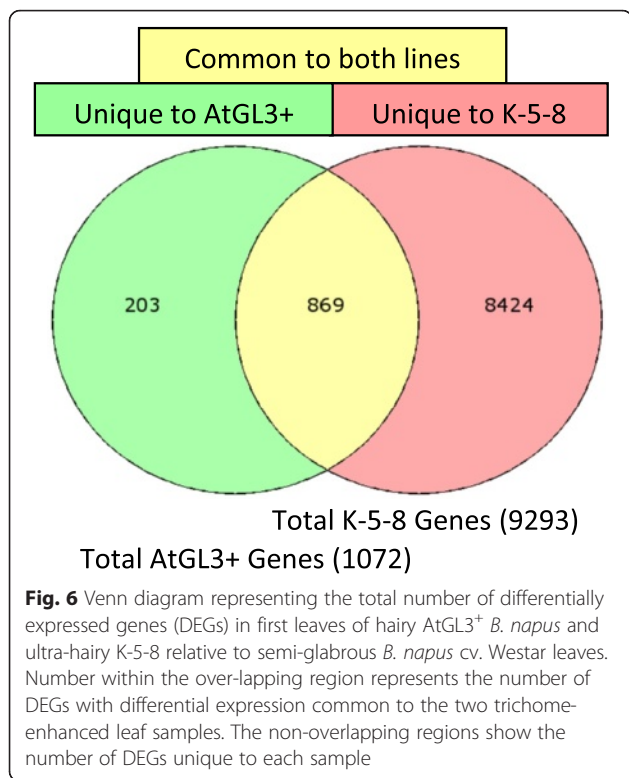 Common to both lines
Unique to AtGL3+ Unique to K-5-8
203 869 8424
Total K-5-8 Genes (9293)
Total AtGL3+ Genes (1072)
Fig. 6 Venn diagram representing the total number of differentially
expressed genes (DEGs) in first leaves of hairy AtGL3⁺ B. napus and
ultra-hairy K-5-8 relative to semi-glabrous B. napus cv. Westar leaves.
Number within the over-lapping region represents the number of
DEGs with differential expression common to the two trichome-
enhanced leaf samples. The non-overlapping regions show the
number of DEGs unique to each sample